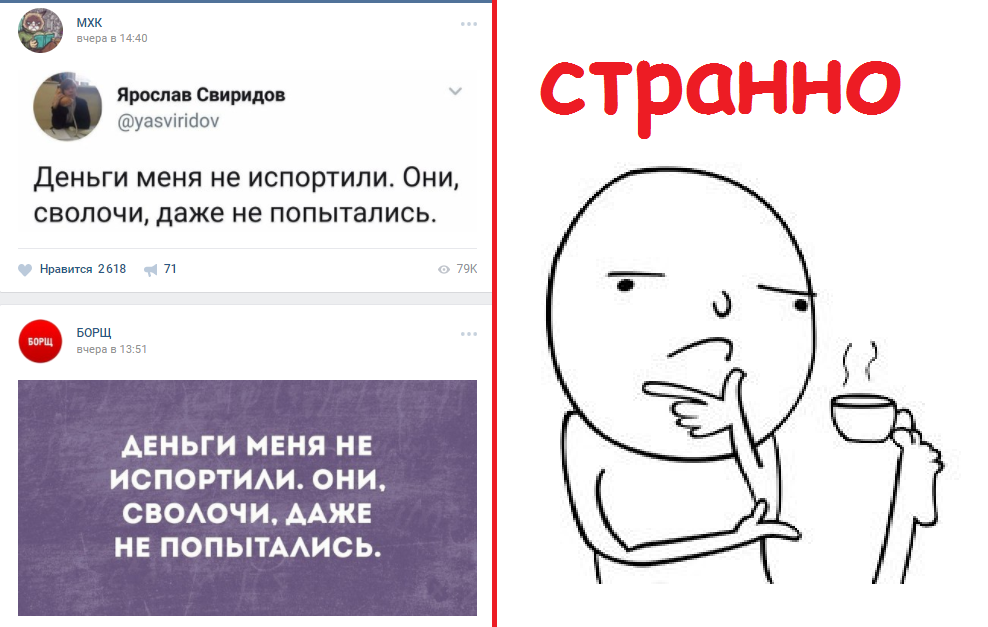 МХК
вчера в 14:40
Ярослав Свиридов
@yasviridov
Деньги меня не испортили. Они,
сволочи, даже не попытались.
Нравится 2618 71 79K
БОРЩ
БОРЩ
вчера в 13:51
ДЕНЬГИ МЕНЯ НЕ
ИСПОРТИЛИ. ОНИ,
СВОЛОЧИ, ДАЖЕ
НЕ ПОПЫТАЛИСЬ.
странно